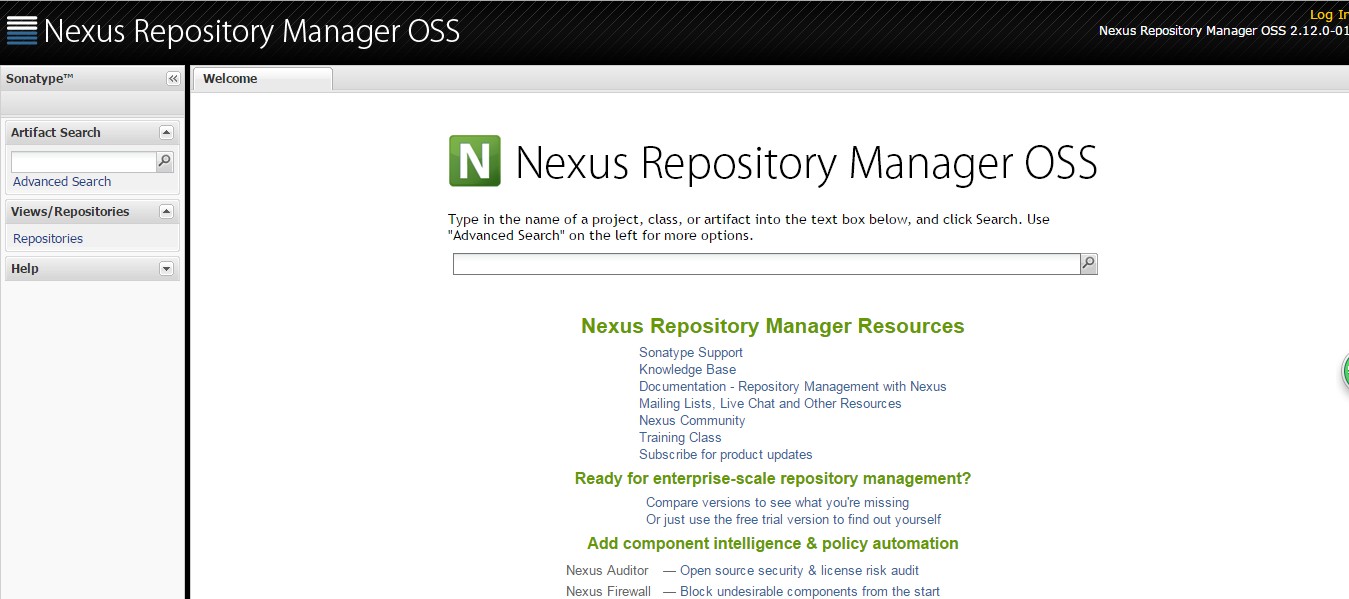 Nexus Repository Manager OSS
Log In
Nexus Repository Manager OSS 2.12.0-01
Sonatype™
Welcome
Artifact Search
Advanced Search
Views/Repositories
Repositories
Help
N Nexus Repository Manager OSS
Type in the name of a project, class, or artifact into the text box below, and click Search. Use
"Advanced Search" on the left for more options.
Nexus Repository Manager Resources
Sonatype Support
Knowledge Base
Documentation - Repository Management with Nexus
Mailing Lists, Live Chat and Other Resources
Nexus Community
Training Class
Subscribe for product updates
Ready for enterprise-scale repository management?
Compare versions to see what you're missing
Or just use the free trial version to find out yourself
Add component intelligence & policy automation
Nexus Auditor — Open source security & license risk audit
Nexus Firewall — Block undesirable components from the start